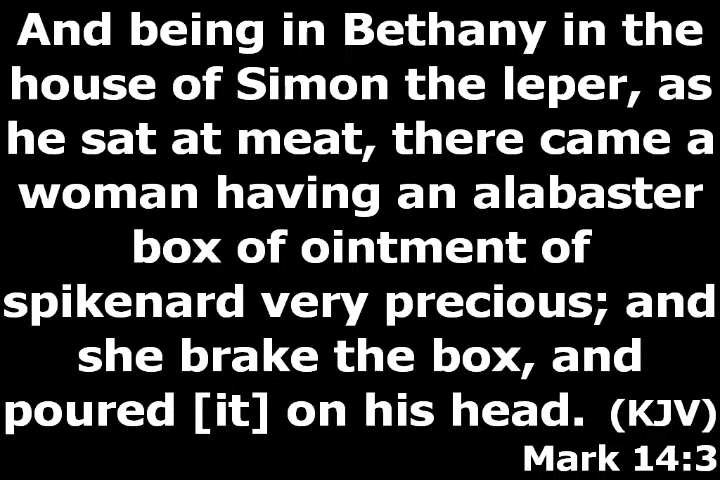 And being in Bethany in the
house of Simon the leper, as
he sat at meat, there came a
woman having an alabaster
box of ointment of
spikenard very precious; and
she brake the box, and
poured [it] on his head. (KJV)
Mark 14:3